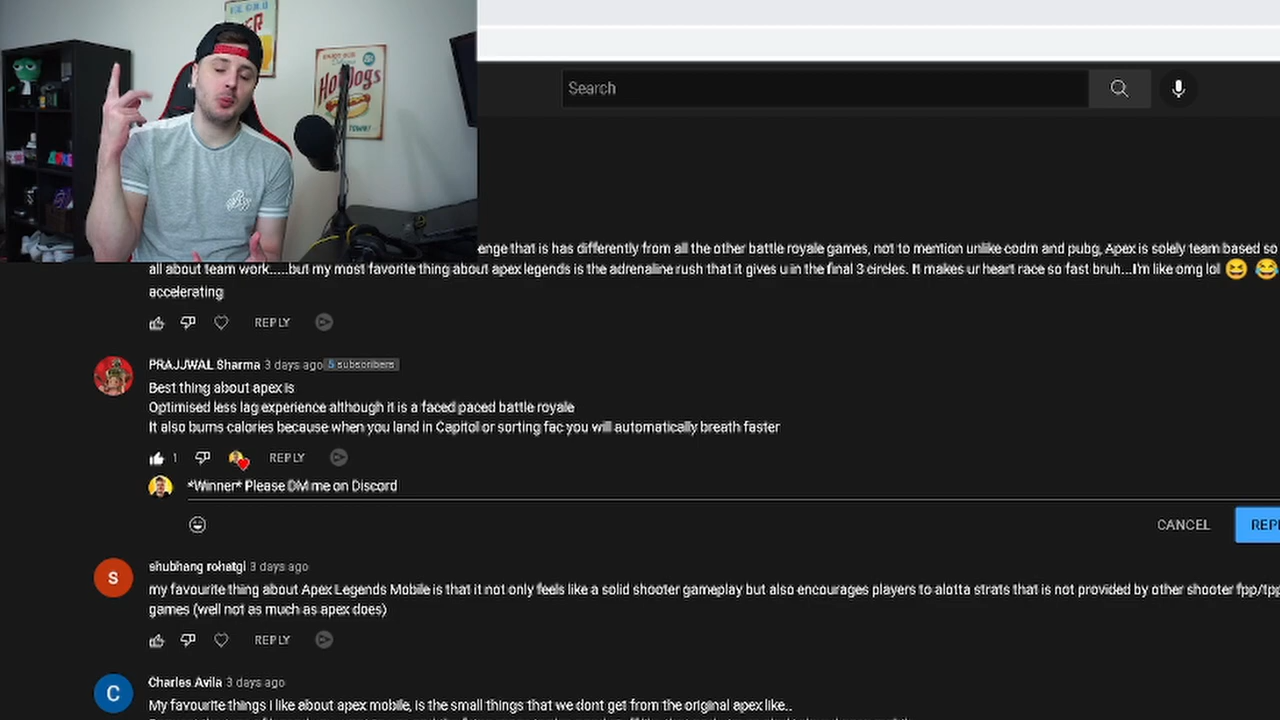 ENJOY OUR
Hot Dogs
TOWN!
Search
enge that is has differently from all the other battle royale games, not to mention unlike codm and pubg, Apex is solely team based so
all about team work.....but my most favorite thing about apex legends is the adrenaline rush that it gives u in the final 3 circles. It makes ur heart race so fast bruh...I'm like omg lol 😆 😂
accelerating
REPLY
PRAJJWAL Sharma 3 days ago 5 subscribers
Best thing about apex is
Optimised less lag experience although it is a faced paced battle royale
It also burns calories because when you land in Capitol or sorting fac you will automatically breath faster
1 REPLY
*Winner* Please DM me on Discord
CANCEL REPL
S
shubhang rohatgi 3 days ago
my favourite thing about Apex Legends Mobile is that it not only feels like a solid shooter gameplay but also encourages players to alotta strats that is not provided by other shooter fpp/tpp
games (well not as much as apex does)
REPLY
C
Charles Avila 3 days ago
My favourite things i like about apex mobile, is the small things that we dont get from the original apex like..